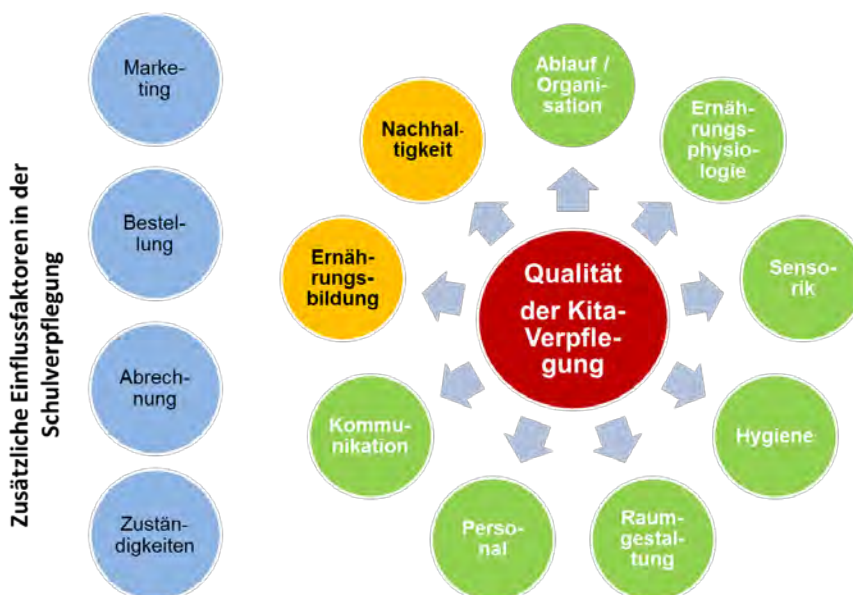 Zusätzliche Einflussfaktoren in der
Schulverpflegung
Marke-
ting
Bestel-
lung
Abrech-
nung
Zustän-
digkeiten
Qualität
der Kita-
Verpfle-
gung
Ablauf /
Organi-
sation
Ernäh-
rungs-
physio-
logie
Senso-
rik
Hygiene
Raum-
gestal-
tung
Perso-
nal
Kommu-
nikation
Ernäh-
rungs-
bildung
Nachhal-
tigkeit